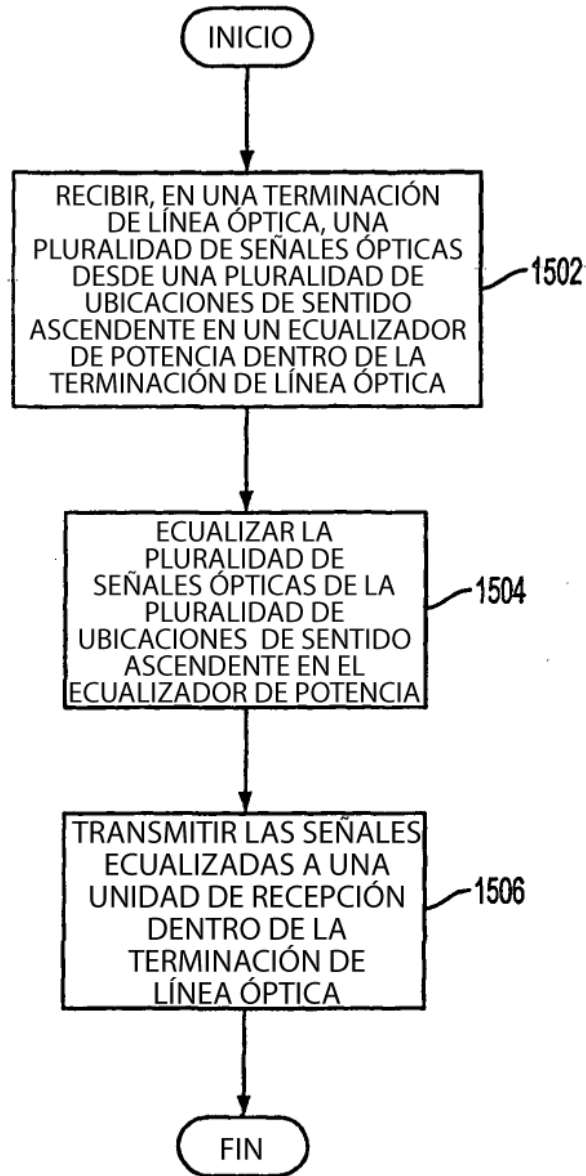 INICIO
RECIBIR, EN UNA TERMINACIÓN
DE LÍNEA ÓPTICA, UNA
PLURALIDAD DE SEÑALES ÓPTICAS
DESDE UNA PLURALIDAD DE
UBICACIONES DE SENTIDO
ASCENDENTE EN UN ECUALIZADOR
DE POTENCIA DENTRO DE LA
TERMINACIÓN DE LÍNEA ÓPTICA
1502
ECUALIZAR LA
PLURALIDAD DE
SEÑALES ÓPTICAS DE LA
PLURALIDAD DE
UBICACIONES DE SENTIDO
ASCENDENTE EN EL
ECUALIZADOR DE POTENCIA
1504
TRANSMITIR LAS SEÑALES
ECUALIZADAS A UNA
UNIDAD DE RECEPCIÓN
DENTRO DE LA
TERMINACIÓN DE
LÍNEA ÓPTICA
1506
FIN